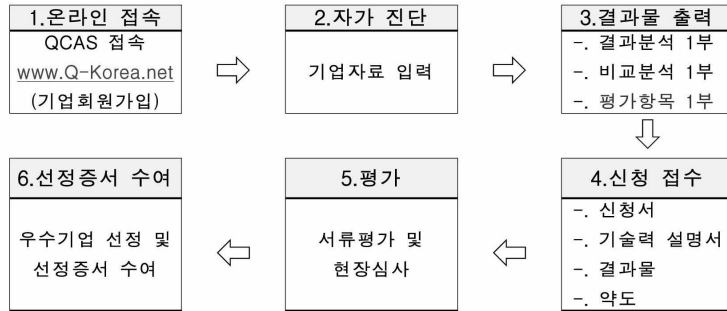 1.온라인 접속
QCAS 접속
www.Q-Korea.net
(기업회원가입)
2.자가 진단
기업자료 입력
3.결과물 출력
-. 결과분석 1부
-. 비교분석 1부
-. 평가항목 1부
4.신청 접수
-. 신청서
-. 기술력 설명서
-. 결과물
-. 약도
5.평가
서류평가 및
현장심사
6.선정증서 수여
우수기업 선정 및
선정증서 수여